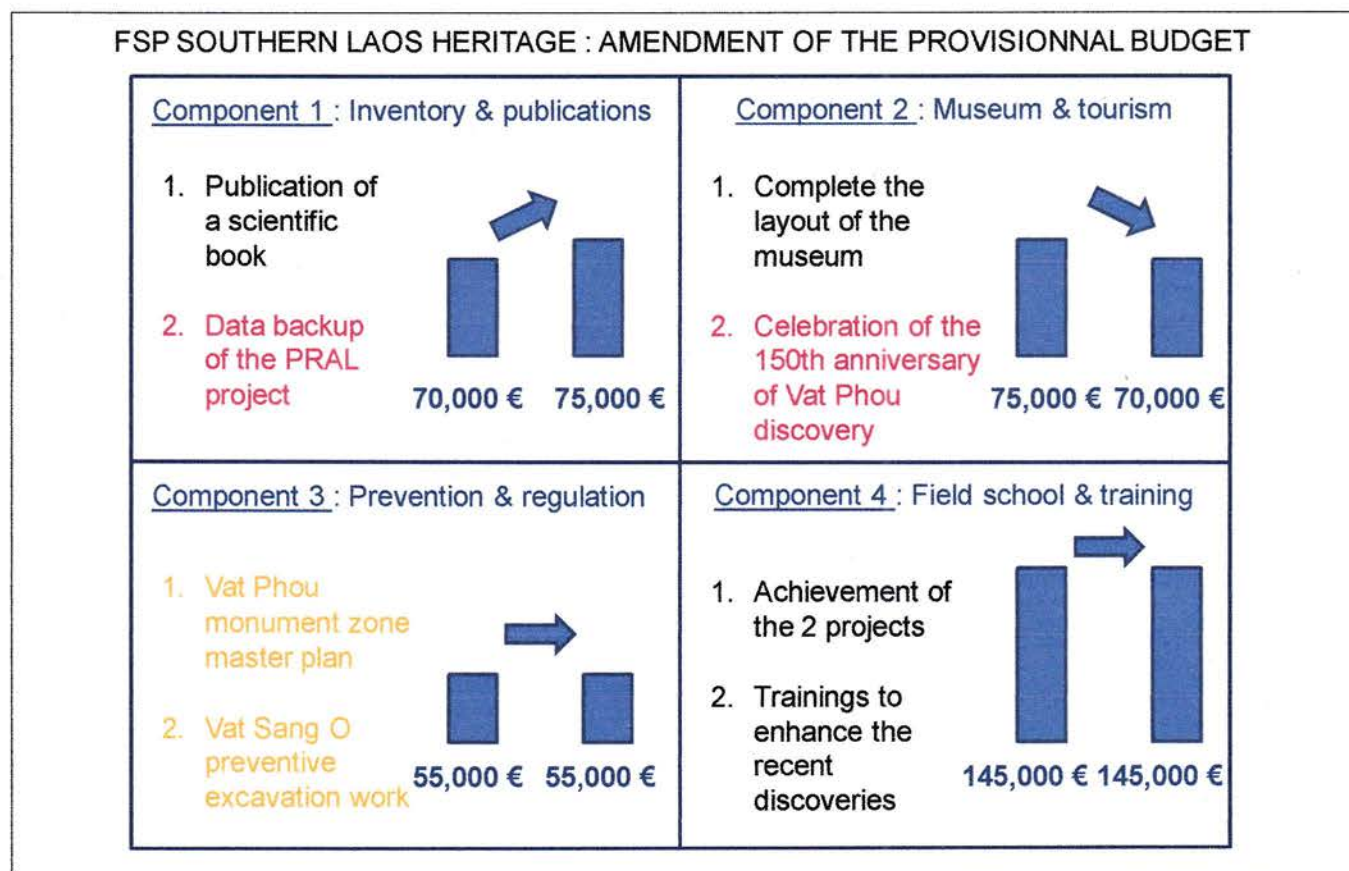 FSP SOUTHERN LAOS HERITAGE : AMENDMENT OF THE PROVISIONNAL BUDGET
Component 1 : Inventory & publications
1. Publication of
a scientific
book
2. Data backup
of the PRAL
project
70,000 € 75,000 €
Component 2 : Museum & tourism
1. Complete the
layout of the
museum
2. Celebration of the
150th anniversary
of Vat Phou
discovery
75,000 € 70,000 €
Component 3 : Prevention & regulation
1. Vat Phou
monument zone
master plan
2. Vat Sang O
preventive
excavation work
55,000 € 55,000 €
Component 4 : Field school & training
1. Achievement of
the 2 projects
2. Trainings to
enhance the
recent
discoveries
145,000 € 145,000 €